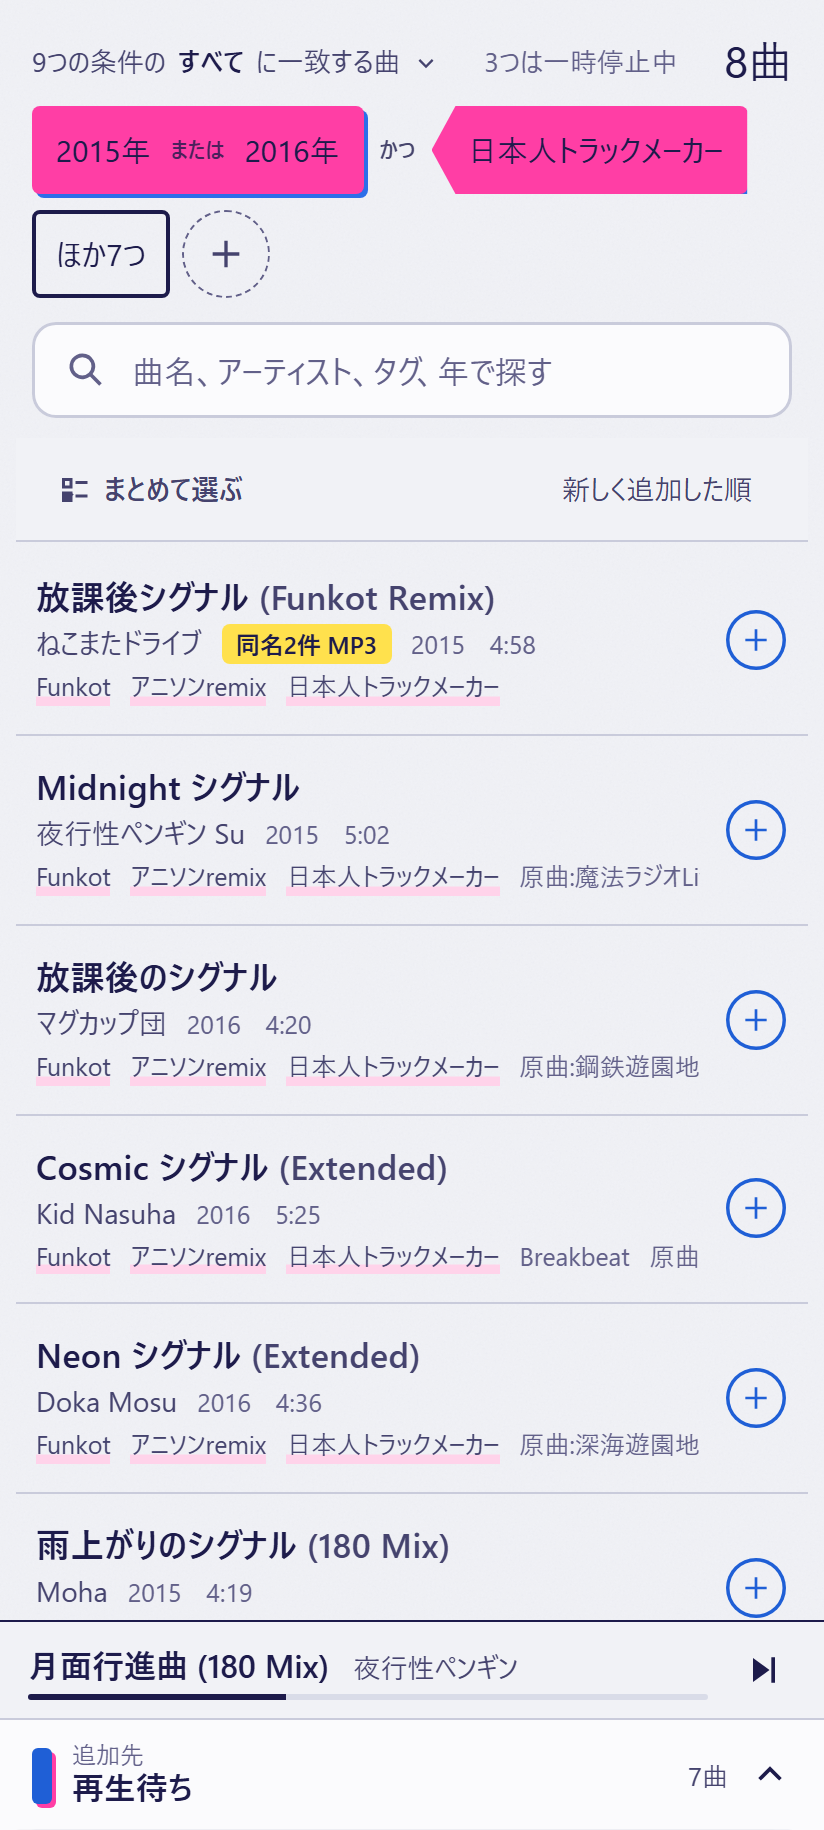 9つの条件の すべて に一致する曲 3つは一時停止中 8曲
2015年 または 2016年 かつ 日本人トラックメーカー
ほか7つ
曲名、アーティスト、タグ、年で探す
まとめて選ぶ 新しく追加した順
放課後シグナル (Funkot Remix)
ねこまたドライブ 同名2件 MP3 2015 4:58
Funkot アニソンremix 日本人トラックメーカー
Midnight シグナル
夜行性ペンギン Su 2015 5:02
Funkot アニソンremix 日本人トラックメーカー 原曲:魔法ラジオLi
放課後のシグナル
マグカップ団 2016 4:20
Funkot アニソンremix 日本人トラックメーカー 原曲:鋼鉄遊園地
Cosmic シグナル (Extended)
Kid Nasuha 2016 5:25
Funkot アニソンremix 日本人トラックメーカー Breakbeat 原曲
Neon シグナル (Extended)
Doka Mosu 2016 4:36
Funkot アニソンremix 日本人トラックメーカー 原曲:深海遊園地
雨上がりのシグナル (180 Mix)
Moha 2015 4:19
月面行進曲 (180 Mix) 夜行性ペンギン
追加先
再生待ち 7曲